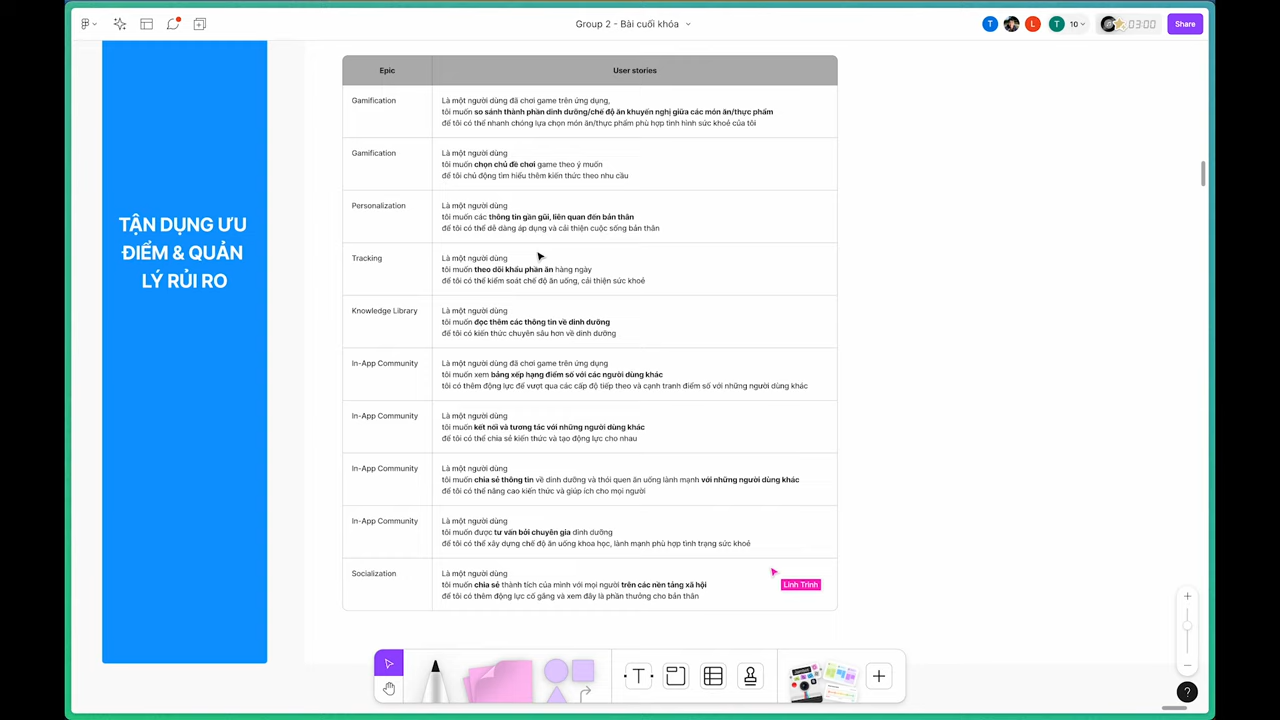 Group 2 - Bài cuối khóa
T
L
T
10
03:00
Share
TẬN DỤNG ƯU
ĐIỂM & QUẢN
LÝ RỦI RO
Epic
User stories
Gamification
Là một người dùng đã chơi game trên ứng dụng,
tôi muốn so sánh thành phần dinh dưỡng/chế độ ăn khuyến nghị giữa các món ăn/thực phẩm
để tôi có thể nhanh chóng lựa chọn món ăn/thực phẩm phù hợp tình hình sức khoẻ của tôi
Gamification
Là một người dùng
tôi muốn chọn chủ đề chơi game theo ý muốn
để tôi chủ động tìm hiểu thêm kiến thức theo nhu cầu
Personalization
Là một người dùng
tôi muốn các thông tin gần gũi, liên quan đến bản thân
để tôi có thể dễ dàng áp dụng và cải thiện cuộc sống bản thân
Tracking
Là một người dùng
tôi muốn theo dõi khẩu phần ăn hàng ngày
để tôi có thể kiểm soát chế độ ăn uống, cải thiện sức khoẻ
Knowledge Library
Là một người dùng
tôi muốn đọc thêm các thông tin về dinh dưỡng
để tôi có kiến thức chuyên sâu hơn về dinh dưỡng
In-App Community
Là một người dùng đã chơi game trên ứng dụng
tôi muốn xem bảng xếp hạng điểm số với các người dùng khác
tôi có thêm động lực để vượt qua các cấp độ tiếp theo và cạnh tranh điểm số với những người dùng khác
In-App Community
Là một người dùng
tôi muốn kết nối và tương tác với những người dùng khác
để tôi có thể chia sẻ kiến thức và tạo động lực cho nhau
In-App Community
Là một người dùng
tôi muốn chia sẻ thông tin về dinh dưỡng và thói quen ăn uống lành mạnh với những người dùng khác
để tôi có thể nâng cao kiến thức và giúp ích cho mọi người
In-App Community
Là một người dùng
tôi muốn được tư vấn bởi chuyên gia dinh dưỡng
để tôi có thể xây dựng chế độ ăn uống khoa học, lành mạnh phù hợp tình trạng sức khoẻ
Socialization
Là một người dùng
tôi muốn chia sẻ thành tích của mình với mọi người trên các nền tảng xã hội
để tôi có thêm động lực cố gắng và xem đây là phần thưởng cho bản thân
Linh Trinh
T
?